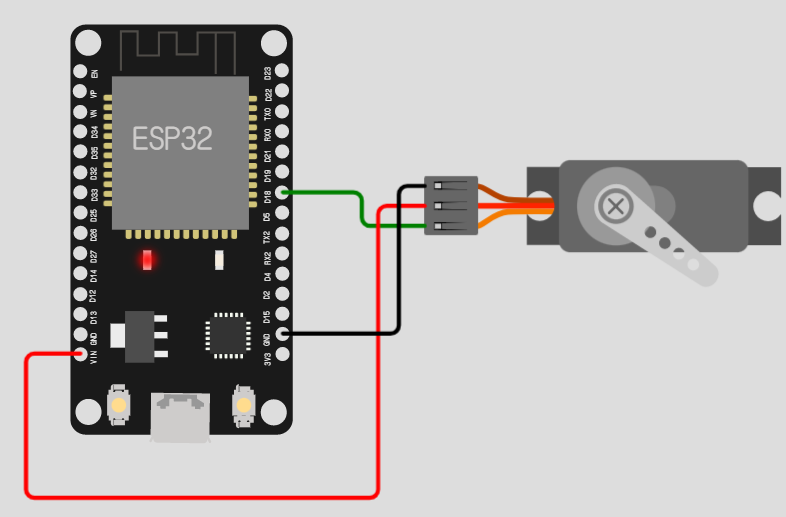 ESP32
EN
VP
VN
D34
D35
D32
D33
D25
D26
D27
D14
D12
D13
GND
VIN
D23
D22
TX0
RX0
D21
D19
D18
D5
TX2
RX2
D4
D2
D15
GND
3V3